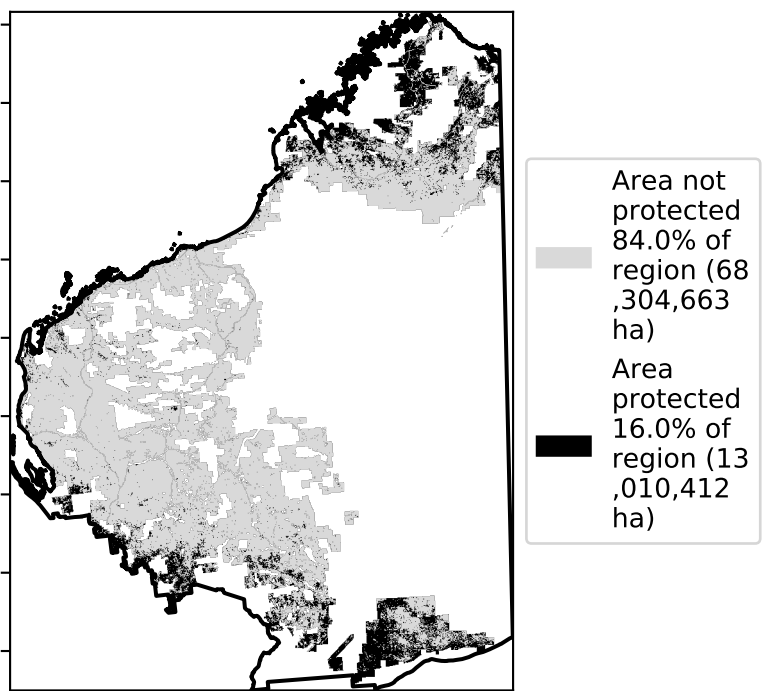 Area not
protected
84.0% of
region (68
,304,663
ha)
Area
protected
16.0% of
region (13
,010,412
ha)